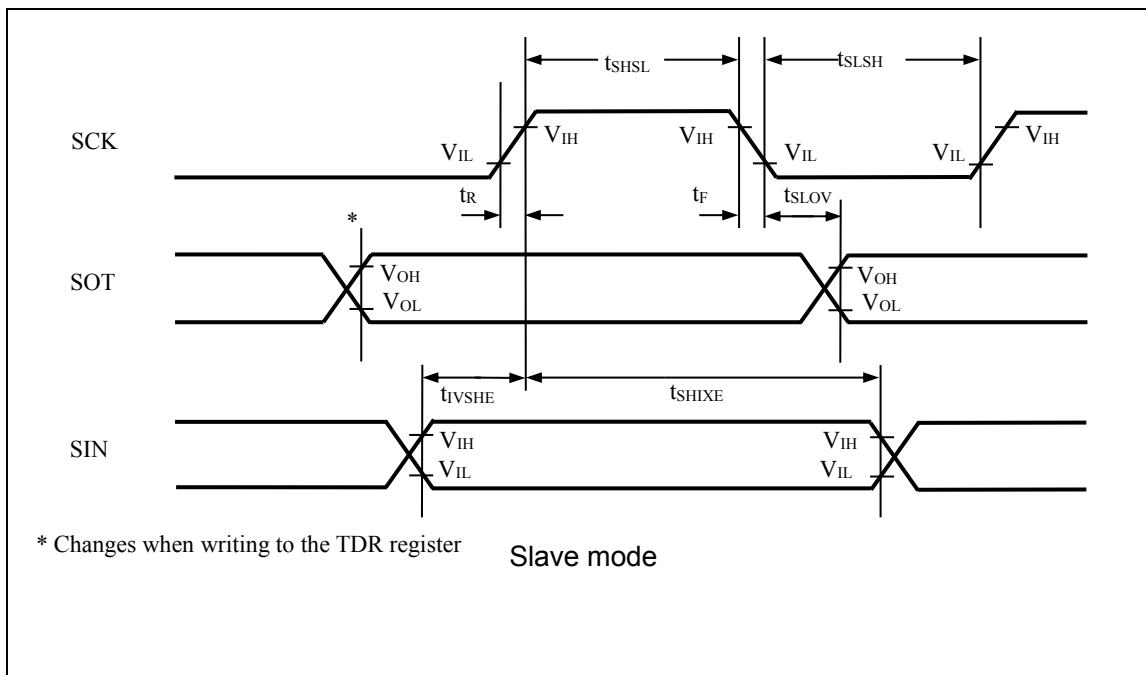 tSHSL
tSLSH
SCK
VIH
VIH
VIH
VIL
VIL
VIL
tR
tF
tSLOV
*
SOT
VOH
VOL
VOH
VOL
tIVSHE
tSHIXE
SIN
VIH
VIL
VIH
VIL
* Changes when writing to the TDR register
Slave mode